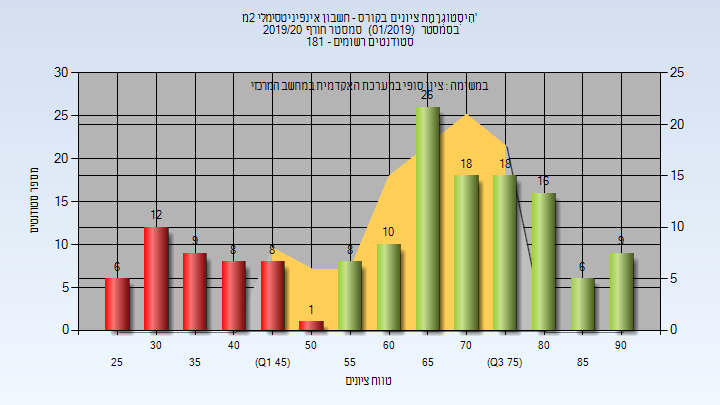 היסטוגרמת ציונים בקורס - חשבון אינפיניטסימלי 2מ'
בסמסטר (01/2019) סמסטר חורף 2019/20
סטודנטים רשומים - 181
במשימה : ציון סופי במערכת האקדמית במחשב המרכזי
מספר סטודנטים
30 25 20 15 10 5 0
25 20 15 10 5 0
6 12 9 8 8 1 8 10 26 18 18 16 6 9
30 40 50 60 70 80 90
25 35 (Q1 45) 55 65 (Q3 75) 85
טווח ציונים